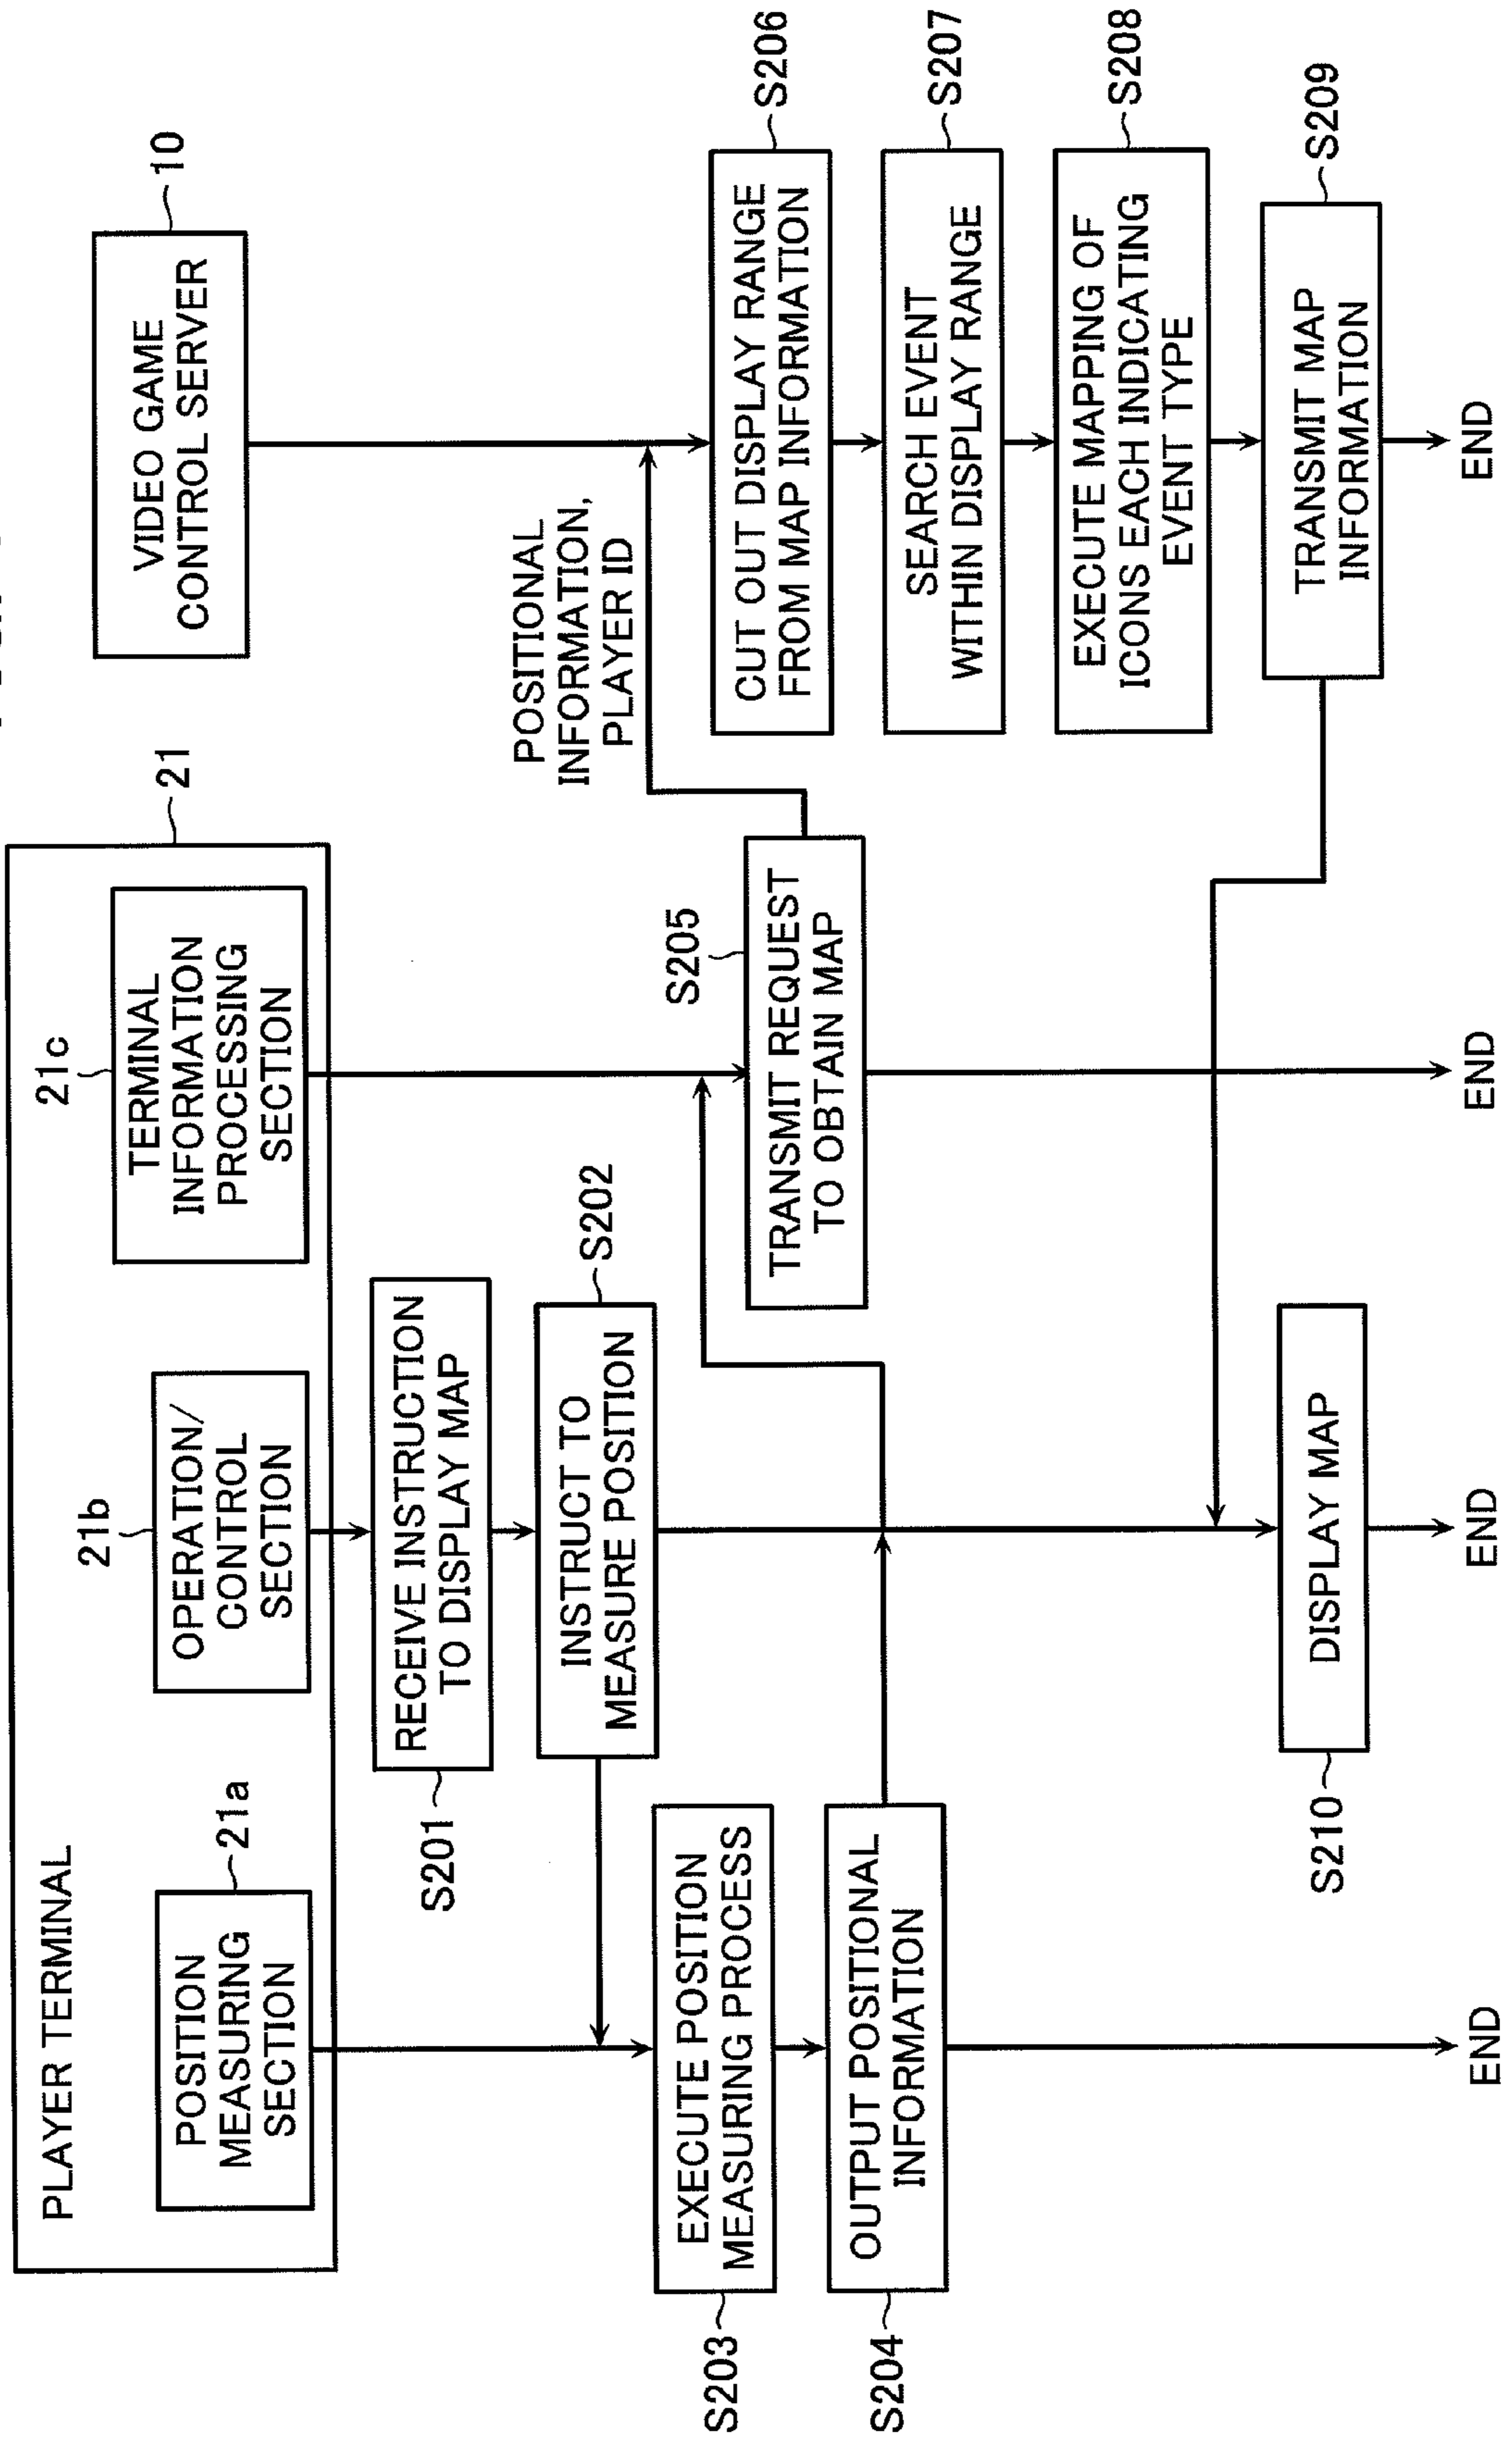 PLAYER TERMINAL
21
POSITION
MEASURING
SECTION
21a
OPERATION/
CONTROL
SECTION
21b
TERMINAL
INFORMATION
PROCESSING
SECTION
21c
VIDEO GAME
CONTROL SERVER
10
RECEIVE INSTRUCTION
TO DISPLAY MAP
S201
INSTRUCT TO
MEASURE POSITION
S202
EXECUTE POSITION
MEASURING PROCESS
S203
OUTPUT POSITIONAL
INFORMATION
S204
TRANSMIT REQUEST
TO OBTAIN MAP
S205
POSITIONAL
INFORMATION,
PLAYER ID
CUT OUT DISPLAY RANGE
FROM MAP INFORMATION
S206
SEARCH EVENT
WITHIN DISPLAY RANGE
S207
EXECUTE MAPPING OF
ICONS EACH INDICATING
EVENT TYPE
S208
TRANSMIT MAP
INFORMATION
S209
DISPLAY MAP
S210
END
END
END
END